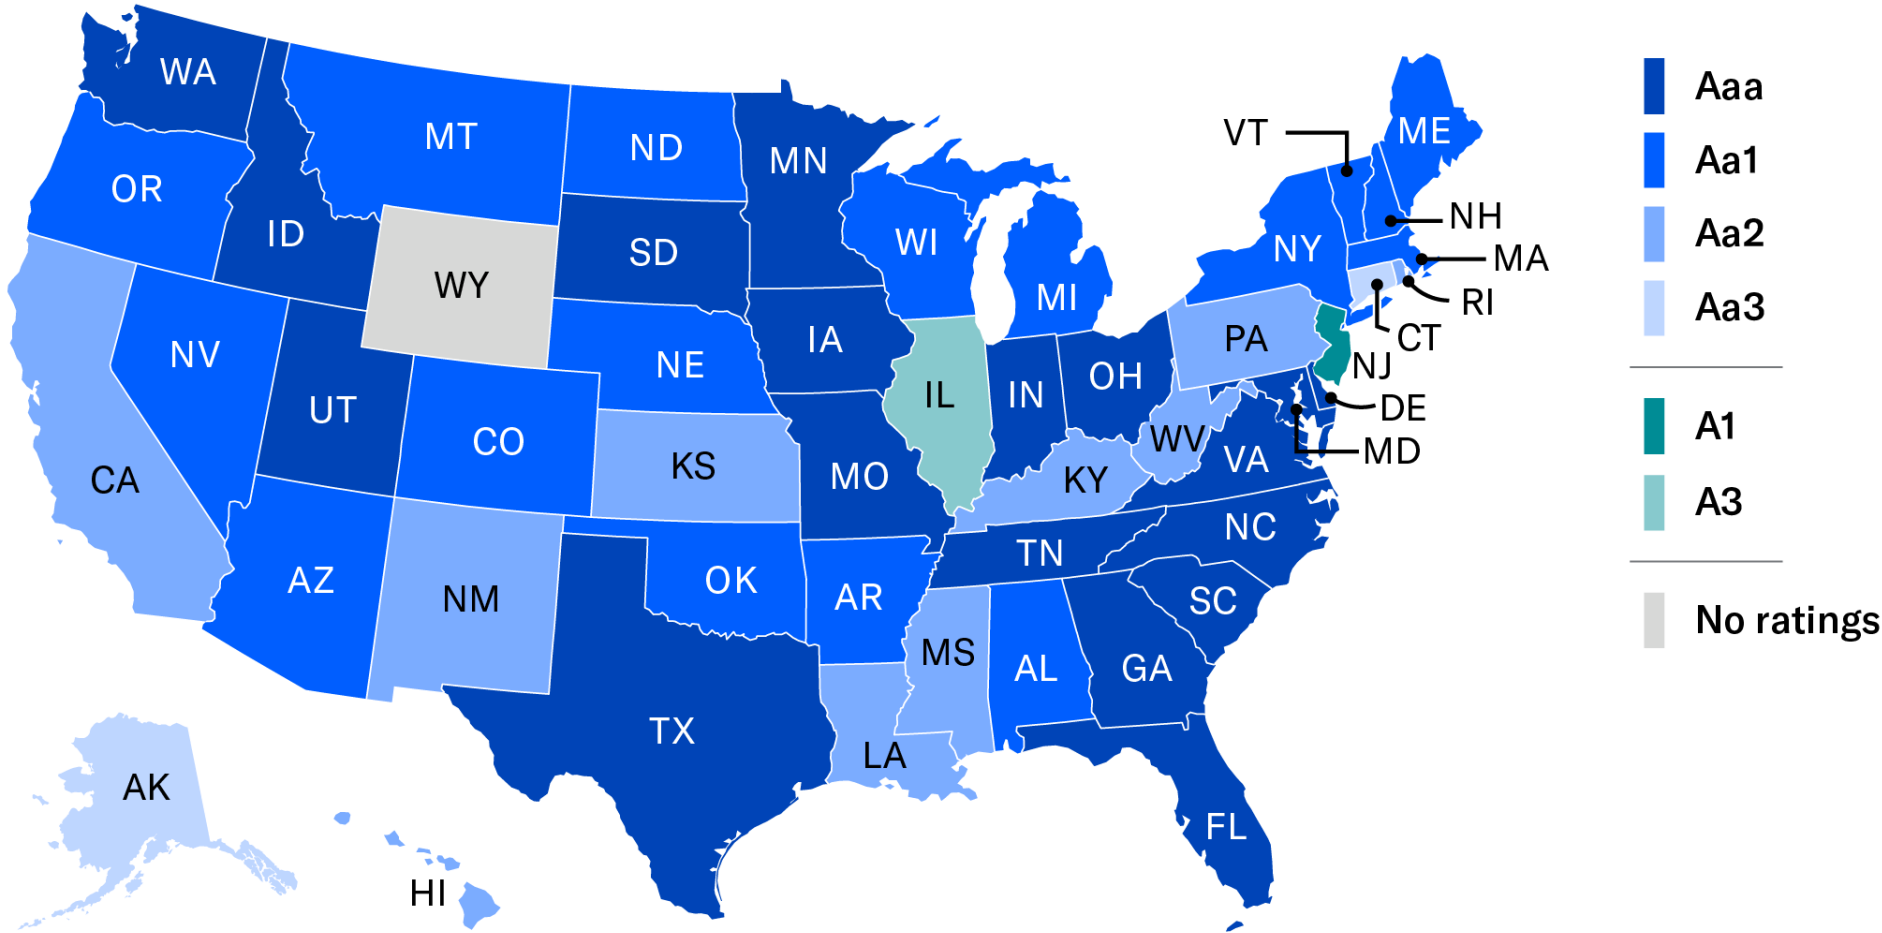 WA
MT
ND
MN
VT
ME
OR
ID
SD
WI
NY
NH
MA
WY
MI
RI
NV
NE
IA
PA
CT
NJ
UT
CO
IL
IN
OH
DE
CA
KS
MO
KY
WV
VA
MD
AZ
NM
OK
AR
TN
NC
MS
AL
GA
SC
TX
LA
FL
AK
HI
Aaa
Aa1
Aa2
Aa3
A1
A3
No ratings